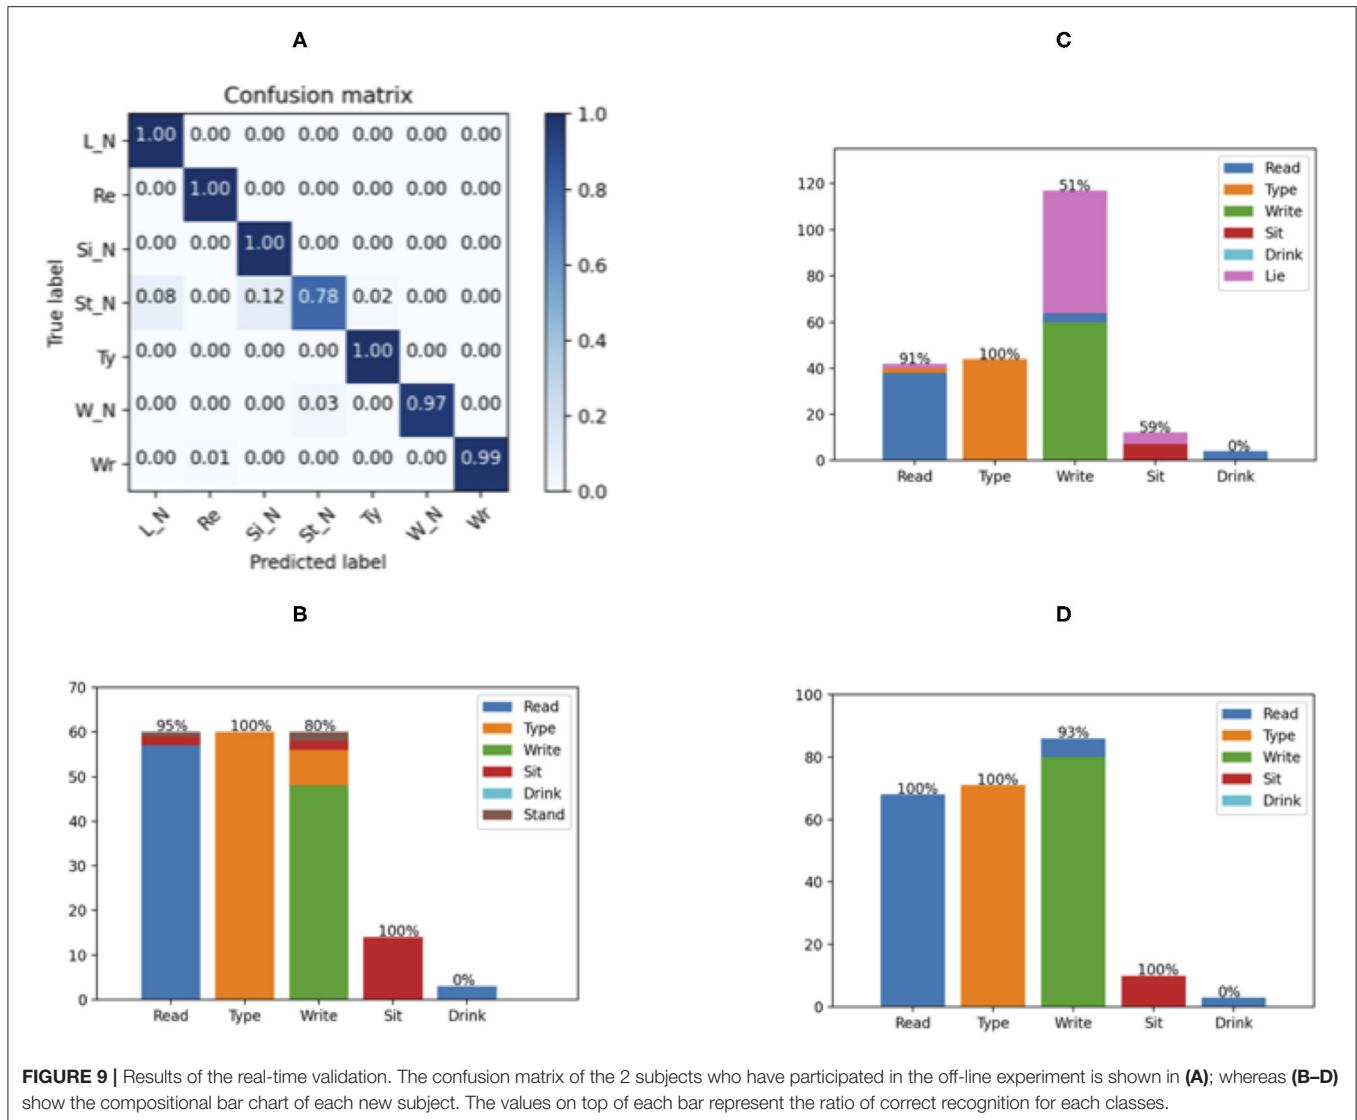 A
Confusion matrix
L_N 1.00 0.00 0.00 0.00 0.00 0.00 0.00
Re 0.00 1.00 0.00 0.00 0.00 0.00 0.00
Si_N 0.00 0.00 1.00 0.00 0.00 0.00 0.00
St_N 0.08 0.00 0.12 0.78 0.02 0.00 0.00
Ty 0.00 0.00 0.00 0.00 1.00 0.00 0.00
W_N 0.00 0.00 0.00 0.03 0.00 0.97 0.00
Wr 0.00 0.01 0.00 0.00 0.00 0.00 0.99
L_N Re Si_N St_N Ty W_N Wr
True label
Predicted label
1.0
0.8
0.6
0.4
0.2
0.0
C
120
100
80
60
40
20
0
91% 100% 51% 59% 0%
Read Type Write Sit Drink
Read
Type
Write
Sit
Drink
Lie
B
70
60
50
40
30
20
10
0
95% 100% 80% 100% 0%
Read Type Write Sit Drink
Read
Type
Write
Sit
Drink
Stand
D
100
80
60
40
20
0
100% 100% 93% 100% 0%
Read Type Write Sit Drink
Read
Type
Write
Sit
Drink
FIGURE 9 | Results of the real-time validation. The confusion matrix of the 2 subjects who have participated in the off-line experiment is shown in (A); whereas (B–D)
show the compositional bar chart of each new subject. The values on top of each bar represent the ratio of correct recognition for each classes.